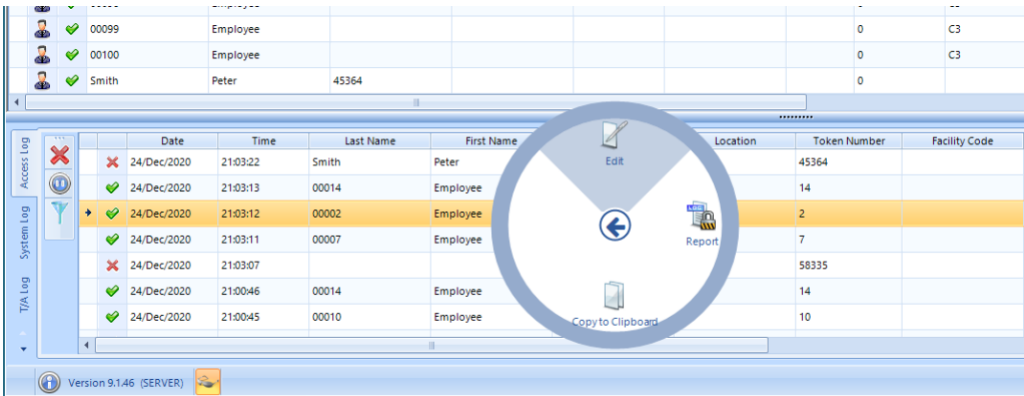 00099 Employee 0 C3
00100 Employee 0 C3
Smith Peter 45364 0
Access Log
System Log
T/A Log
Date Time Last Name First Name Location Token Number Facility Code
24/Dec/2020 21:03:22 Smith Peter 45364
24/Dec/2020 21:03:13 00014 Employee 14
24/Dec/2020 21:03:12 00002 Employee 2
24/Dec/2020 21:03:11 00007 Employee 7
24/Dec/2020 21:03:07 58335
24/Dec/2020 21:00:46 00014 Employee 14
24/Dec/2020 21:00:45 00010 Employee 10
Edit
Report
Copy to Clipboard
Version 9.1.46 (SERVER)